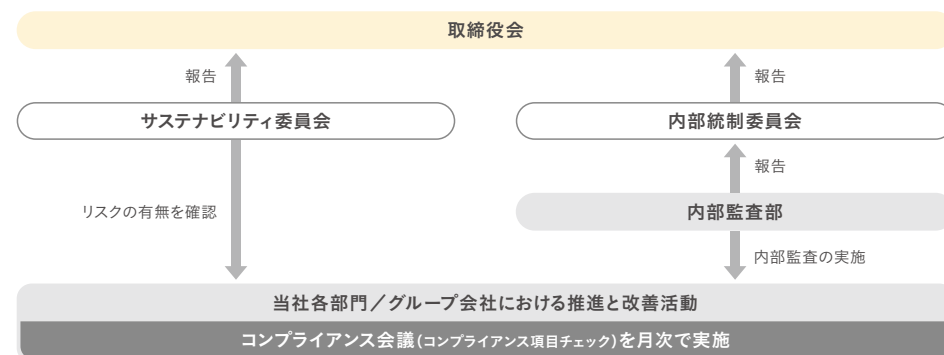 取締役会
報告
報告
サステナビリティ委員会
内部統制委員会
報告
リスクの有無を確認
内部監査部
内部監査の実施
当社各部門／グループ会社における推進と改善活動
コンプライアンス会議(コンプライアンス項目チェック)を月次で実施